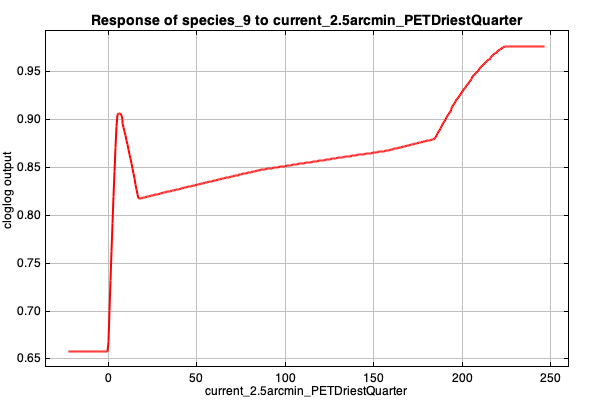 Response of species_9 to current_2.5arcmin_PETDriestQuarter
cloglog output
0.95
0.90
0.85
0.80
0.75
0.70
0.65
0 50 100 150 200 250
current_2.5arcmin_PETDriestQuarter